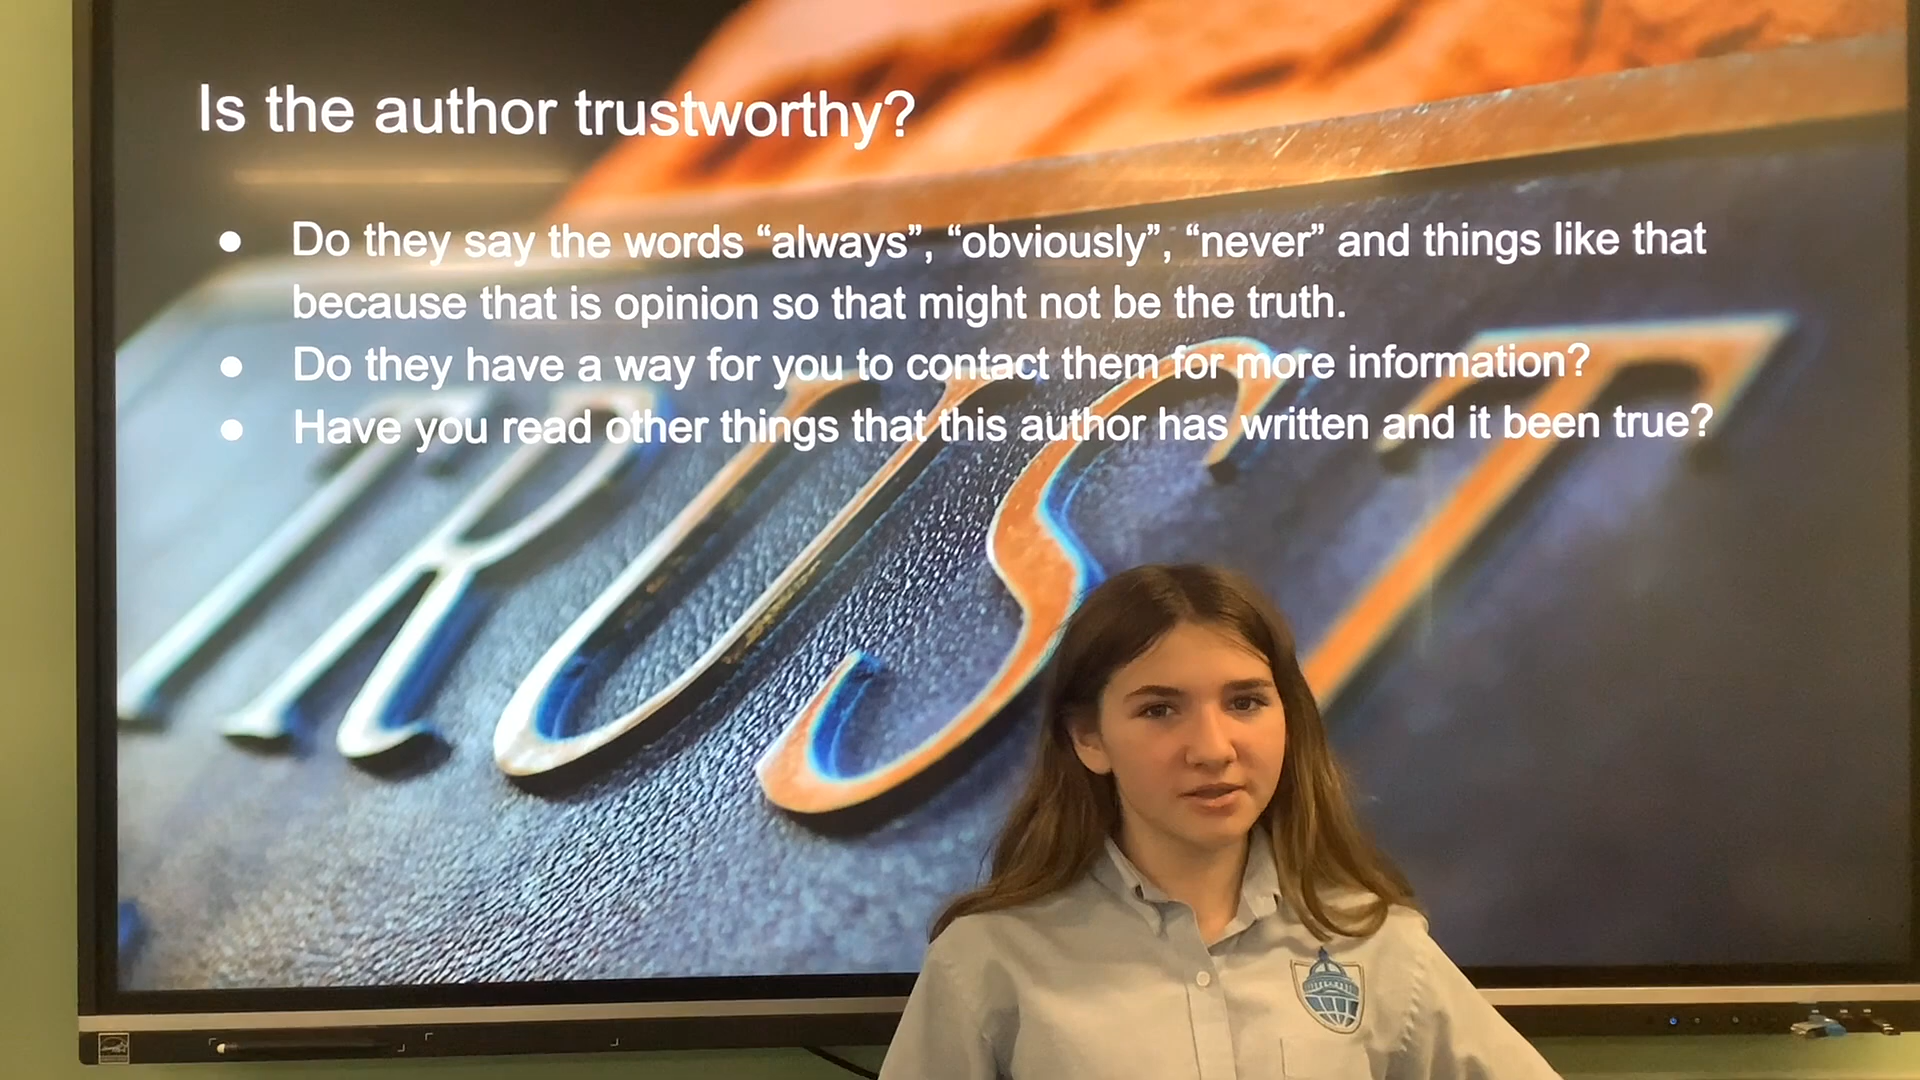 Is the author trustworthy?
● Do they say the words “always”, “obviously”, “never” and things like that
because that is opinion so that might not be the truth.
● Do they have a way for you to contact them for more information?
● Have you read other things that this author has written and it been true?
TRUST